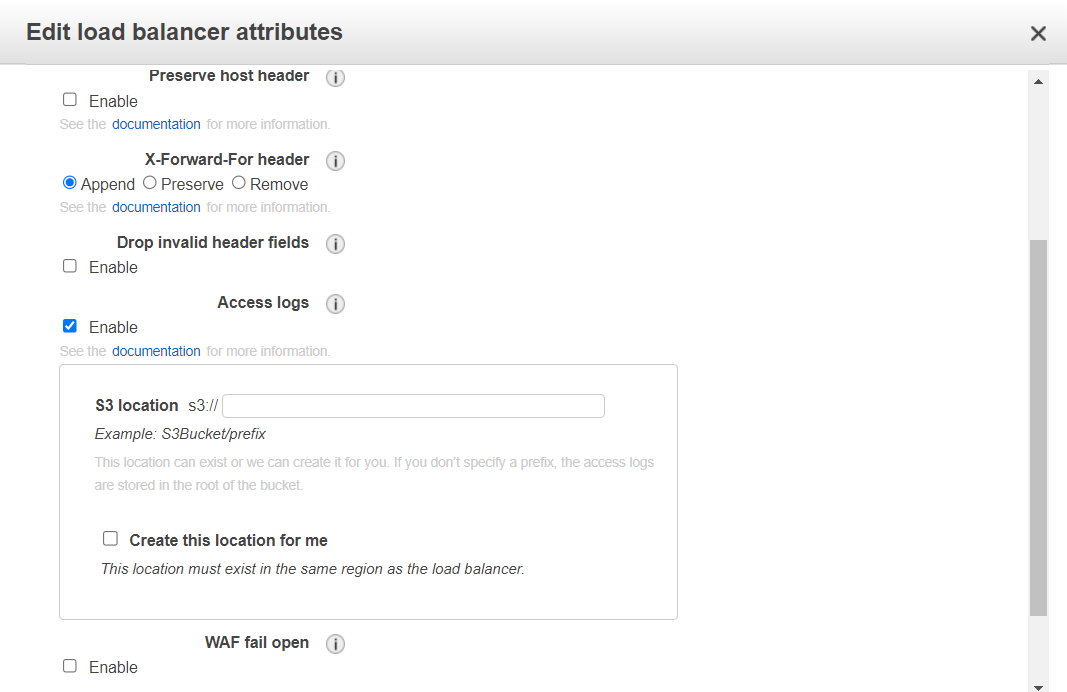 Edit load balancer attributes
Preserve host header
Enable
See the documentation for more information.
X-Forward-For header
Append Preserve Remove
See the documentation for more information.
Drop invalid header fields
Enable
Access logs
Enable
See the documentation for more information.
S3 location s3://
Example: S3Bucket/prefix
This location can exist or we can create it for you. If you don't specify a prefix, the access logs
are stored in the root of the bucket.
Create this location for me
This location must exist in the same region as the load balancer.
WAF fail open
Enable